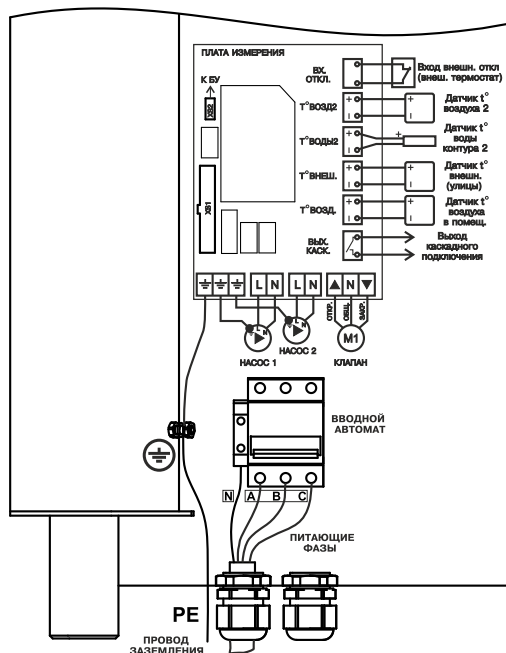 ПЛАТА ИЗМЕРЕНИЯ
К БУ
XS2
XS1
ВХ.
ОТКЛ.
Вход внешн. откл
(внеш. термостат)
T°ВОЗД2
+ + +
− − −
Датчик t°
воздуха 2
T°ВОДЫ2
+ +
−
Датчик t°
воды
контура 2
T°ВНЕШ.
+ +
− −
Датчик t°
внешн.
(улицы)
T°ВОЗД.
+ +
− −
Датчик t°
воздуха
в помещ.
ВЫХ.
КАСК.
Выход
каскадного
подключения
L N L N
ОТКР. ОБЩ. ЗАКР.
L N
L N
M1
НАСОС 1
НАСОС 2
КЛАПАН
ВВОДНОЙ
АВТОМАТ
N A B C
ПИТАЮЩИЕ
ФАЗЫ
PE
ПРОВОД
ЗАЗЕМЛЕНИЯ